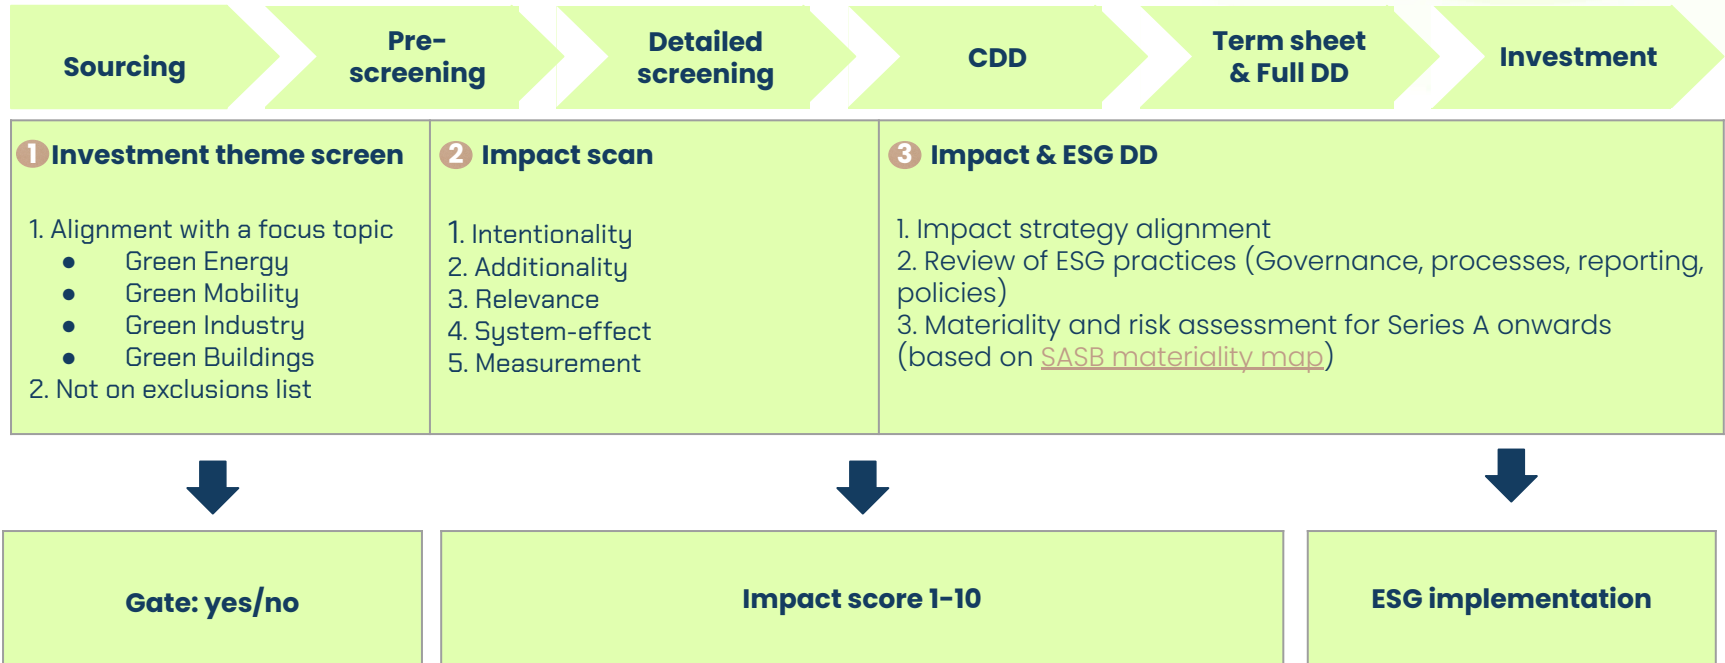 Sourcing
Pre-
screening
Detailed
screening
CDD
Term sheet
& Full DD
Investment
1 Investment theme screen
1. Alignment with a focus topic
● Green Energy
● Green Mobility
● Green Industry
● Green Buildings
2. Not on exclusions list
2 Impact scan
1. Intentionality
2. Additionality
3. Relevance
4. System-effect
5. Measurement
3 Impact & ESG DD
1. Impact strategy alignment
2. Review of ESG practices (Governance, processes, reporting,
policies)
3. Materiality and risk assessment for Series A onwards
(based on SASB materiality map)
Gate: yes/no
Impact score 1-10
ESG implementation